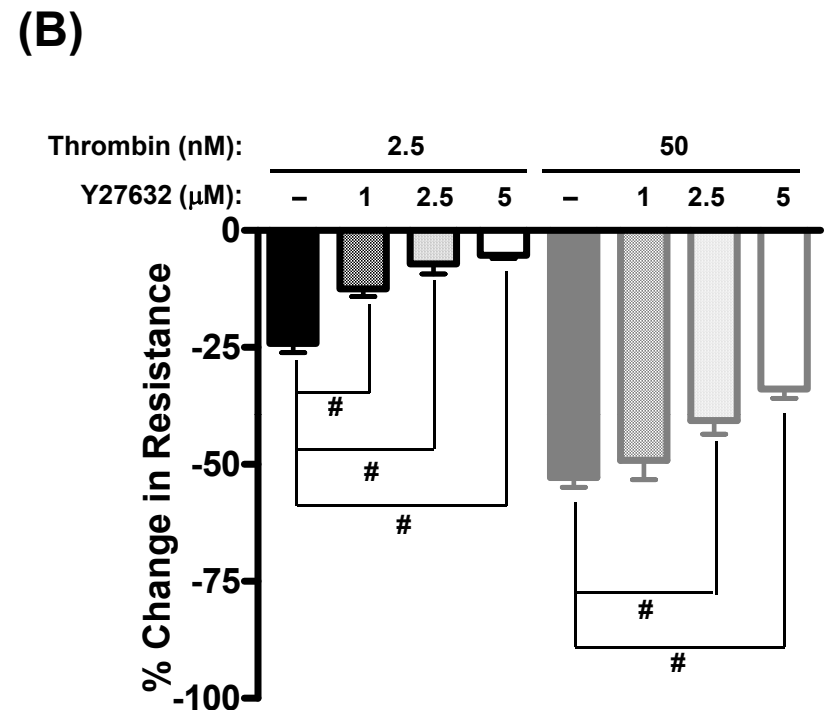 (B)
Thrombin (nM): 2.5 50
Y27632 (μM): – 1 2.5 5 – 1 2.5 5
0
-25
-50
-75
-100
% Change in Resistance
#
#
#
#
#